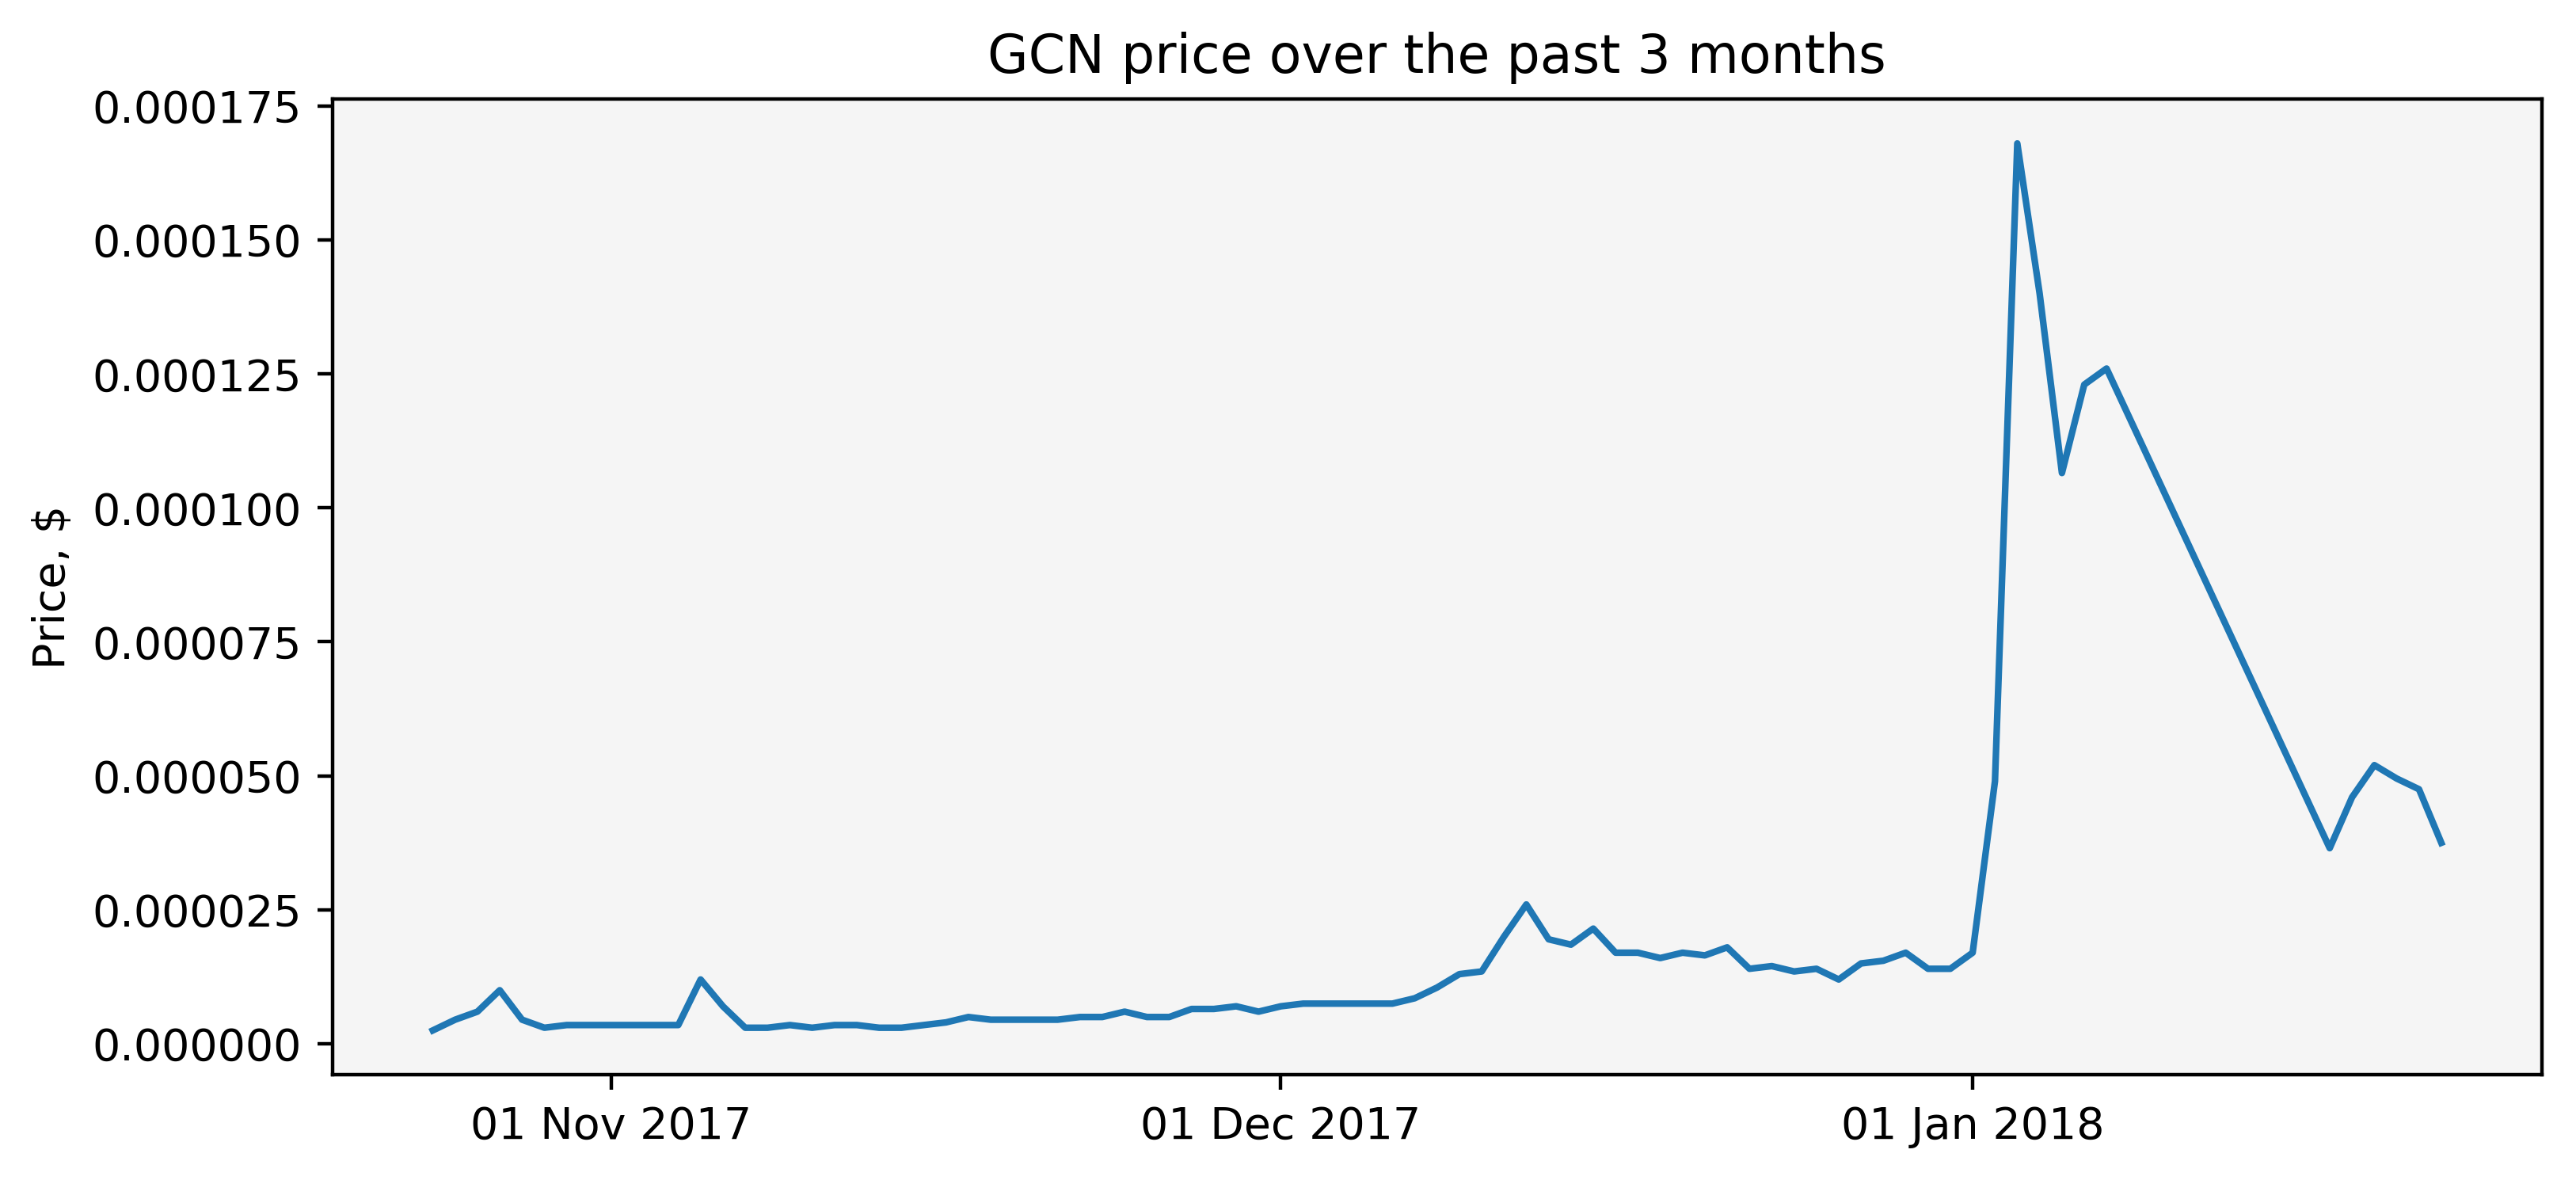 GCN price over the past 3 months
0.000175
0.000150
0.000125
0.000100
0.000075
0.000050
0.000025
0.000000
Price, $
01 Nov 2017
01 Dec 2017
01 Jan 2018